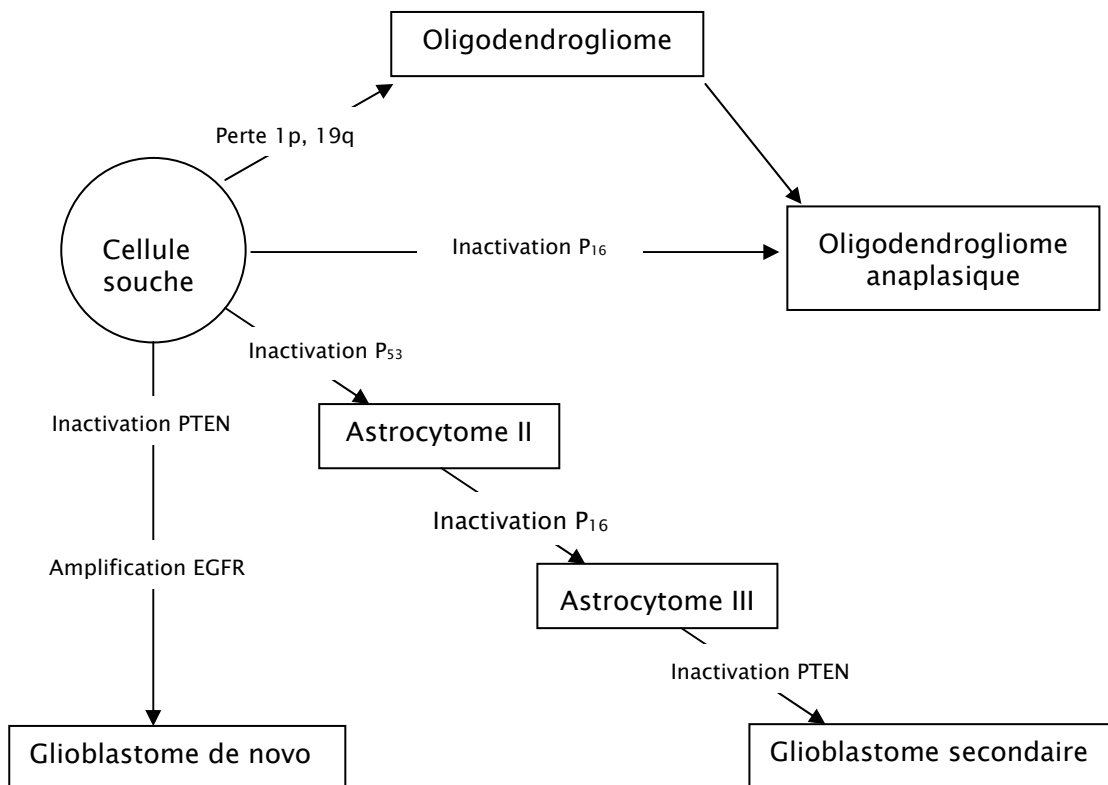 Oligodendrogliome
Perte 1p, 19q
Cellule
souche
Inactivation P₁₆
Oligodendrogliome
anaplasique
Inactivation P₅₃
Inactivation PTEN
Astrocytome II
Inactivation P₁₆
Amplification EGFR
Astrocytome III
Inactivation PTEN
Glioblastome de novo
Glioblastome secondaire